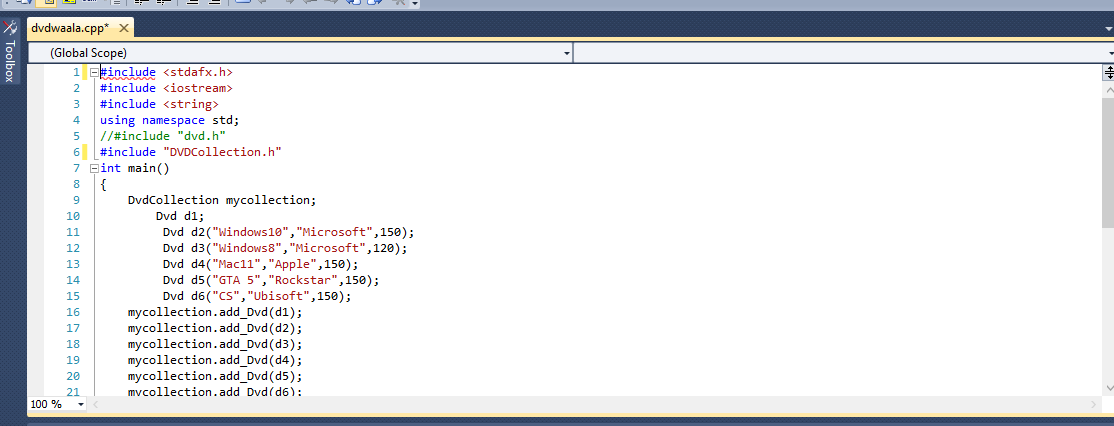 dvdwaala.cpp*
Toolbox
(Global Scope)
1 #include <stdafx.h>
2 #include <iostream>
3 #include <string>
4 using namespace std;
5 //#include "dvd.h"
6 #include "DVDCollection.h"
7 int main()
8 {
9 DvdCollection mycollection;
10 Dvd d1;
11 Dvd d2("Windows10","Microsoft",150);
12 Dvd d3("Windows8","Microsoft",120);
13 Dvd d4("Mac11","Apple",150);
14 Dvd d5("GTA 5","Rockstar",150);
15 Dvd d6("CS","Ubisoft",150);
16 mycollection.add_Dvd(d1);
17 mycollection.add_Dvd(d2);
18 mycollection.add_Dvd(d3);
19 mycollection.add_Dvd(d4);
20 mycollection.add_Dvd(d5);
21 mycollection.add_Dvd(d6);
100 %